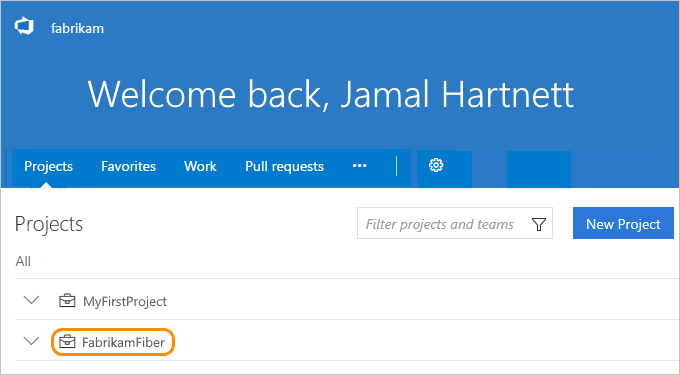 fabrikam
Welcome back, Jamal Hartnett
Projects Favorites Work Pull requests ···
Projects Filter projects and teams New Project
All
MyFirstProject
FabrikamFiber